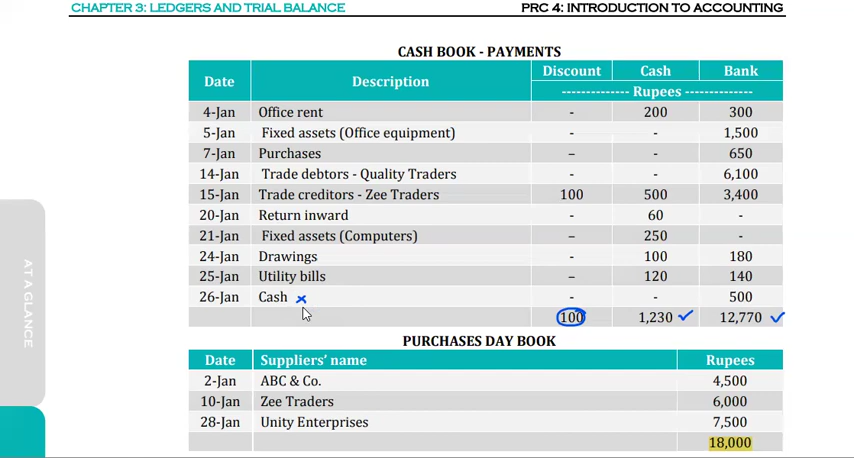 CHAPTER 3: LEDGERS AND TRIAL BALANCE PRC 4: INTRODUCTION TO ACCOUNTING
CASH BOOK - PAYMENTS
Date Description Discount Cash Bank
-------------- Rupees --------------
4-Jan Office rent - 200 300
5-Jan Fixed assets (Office equipment) - - 1,500
7-Jan Purchases – - 650
14-Jan Trade debtors - Quality Traders - - 6,100
15-Jan Trade creditors - Zee Traders 100 500 3,400
20-Jan Return inward - 60 -
21-Jan Fixed assets (Computers) – 250 -
24-Jan Drawings - 100 180
25-Jan Utility bills – 120 140
26-Jan Cash - - 500
100 1,230 12,770
PURCHASES DAY BOOK
Date Suppliers' name Rupees
2-Jan ABC & Co. 4,500
10-Jan Zee Traders 6,000
28-Jan Unity Enterprises 7,500
18,000
AT A GLANCE